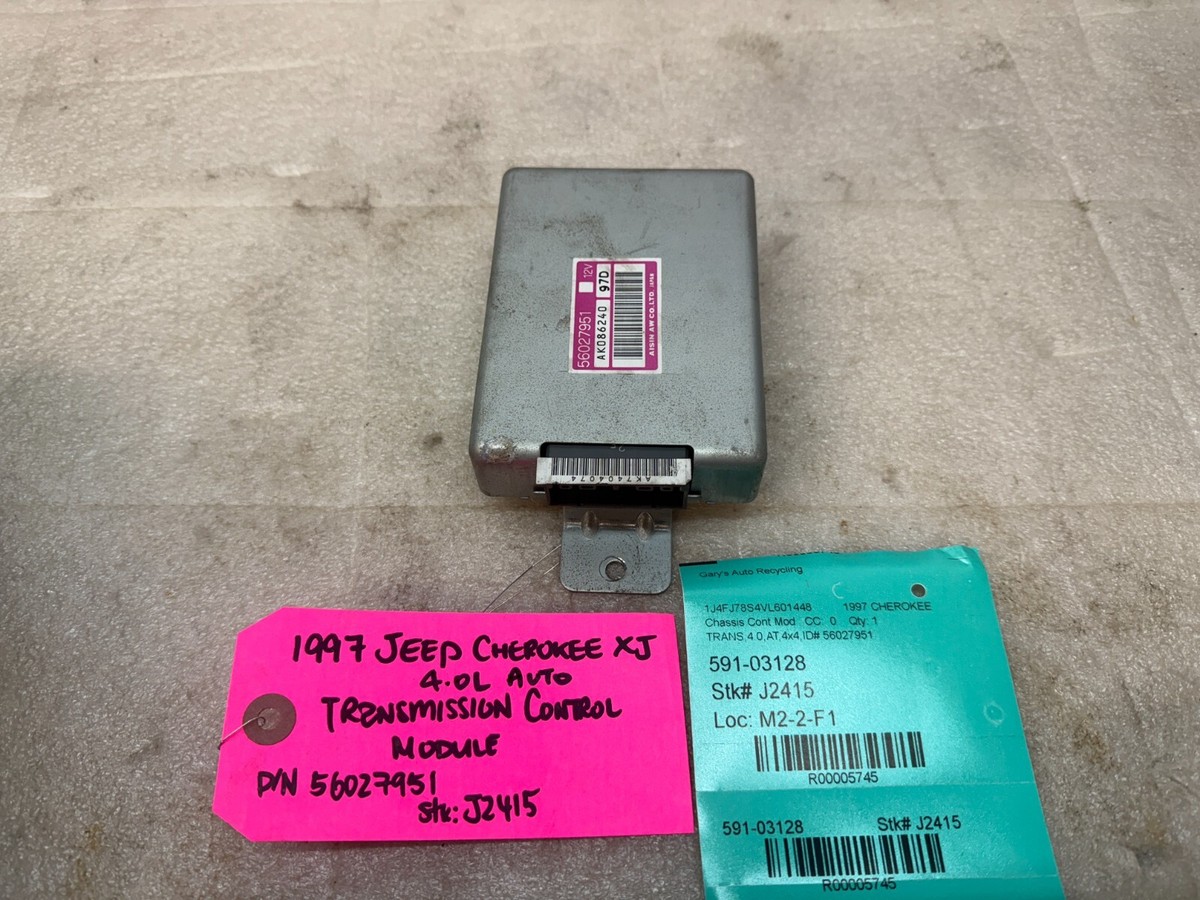 56027951 12V
AK086240 97D
AISIN AW CO.,LTD. JAPAN
AK7404074
1997 JEEP CHEROKEE XJ
4.0L AUTO
TRANSMISSION CONTROL
MODULE
P/N 56027951
Stk: J2415
Gary's Auto Recycling
1J4FJ78S4VL601448 1997 CHEROKEE
Chassis Cont Mod CC: 0 Qty: 1
TRANS,4.0,AT,4x4,ID# 56027951
591-03128
Stk# J2415
Loc: M2-2-F1
R00005745
591-03128 Stk# J2415
R00005745